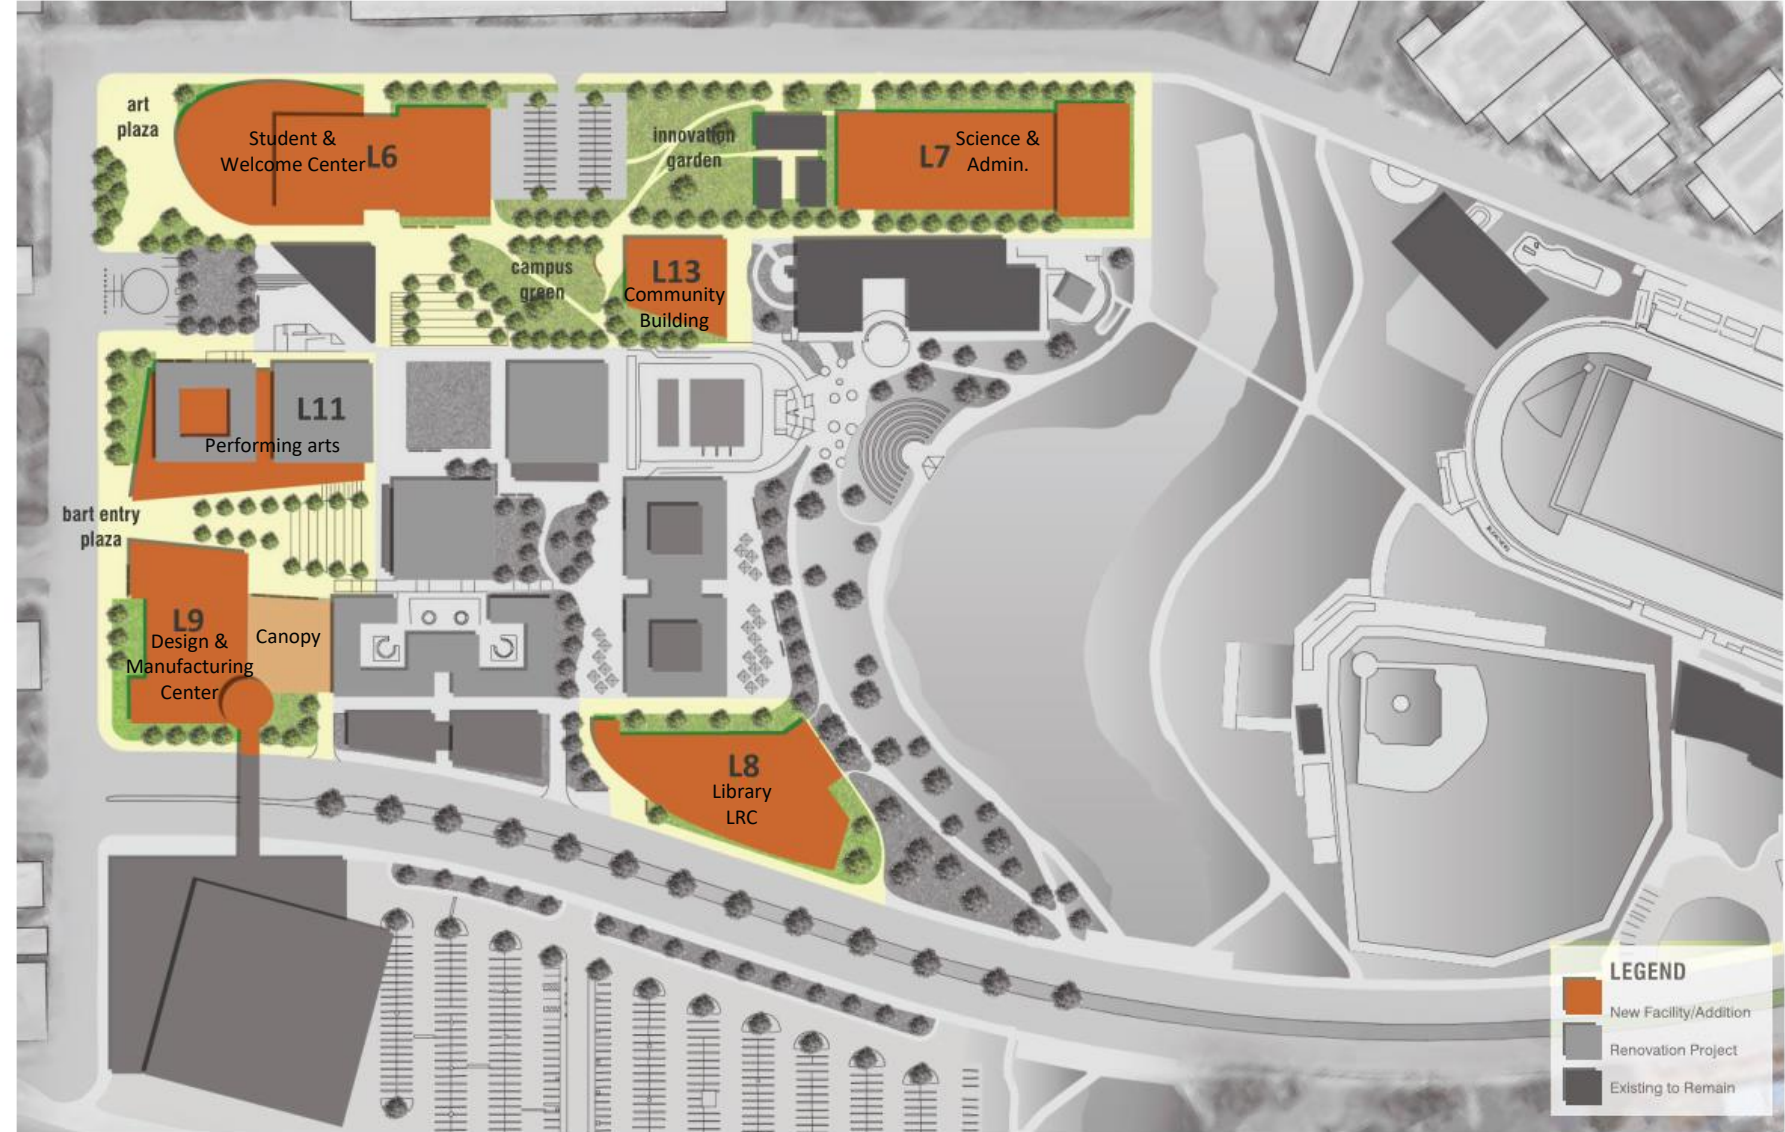 art
plaza
Student &
Welcome Center
L6
innovation
garden
L7
Science &
Admin.
campus
green
L13
Community
Building
L11
Performing arts
bart entry
plaza
L9
Design &
Manufacturing
Center
Canopy
L8
Library
LRC
LEGEND
New Facility/Addition
Renovation Project
Existing to Remain